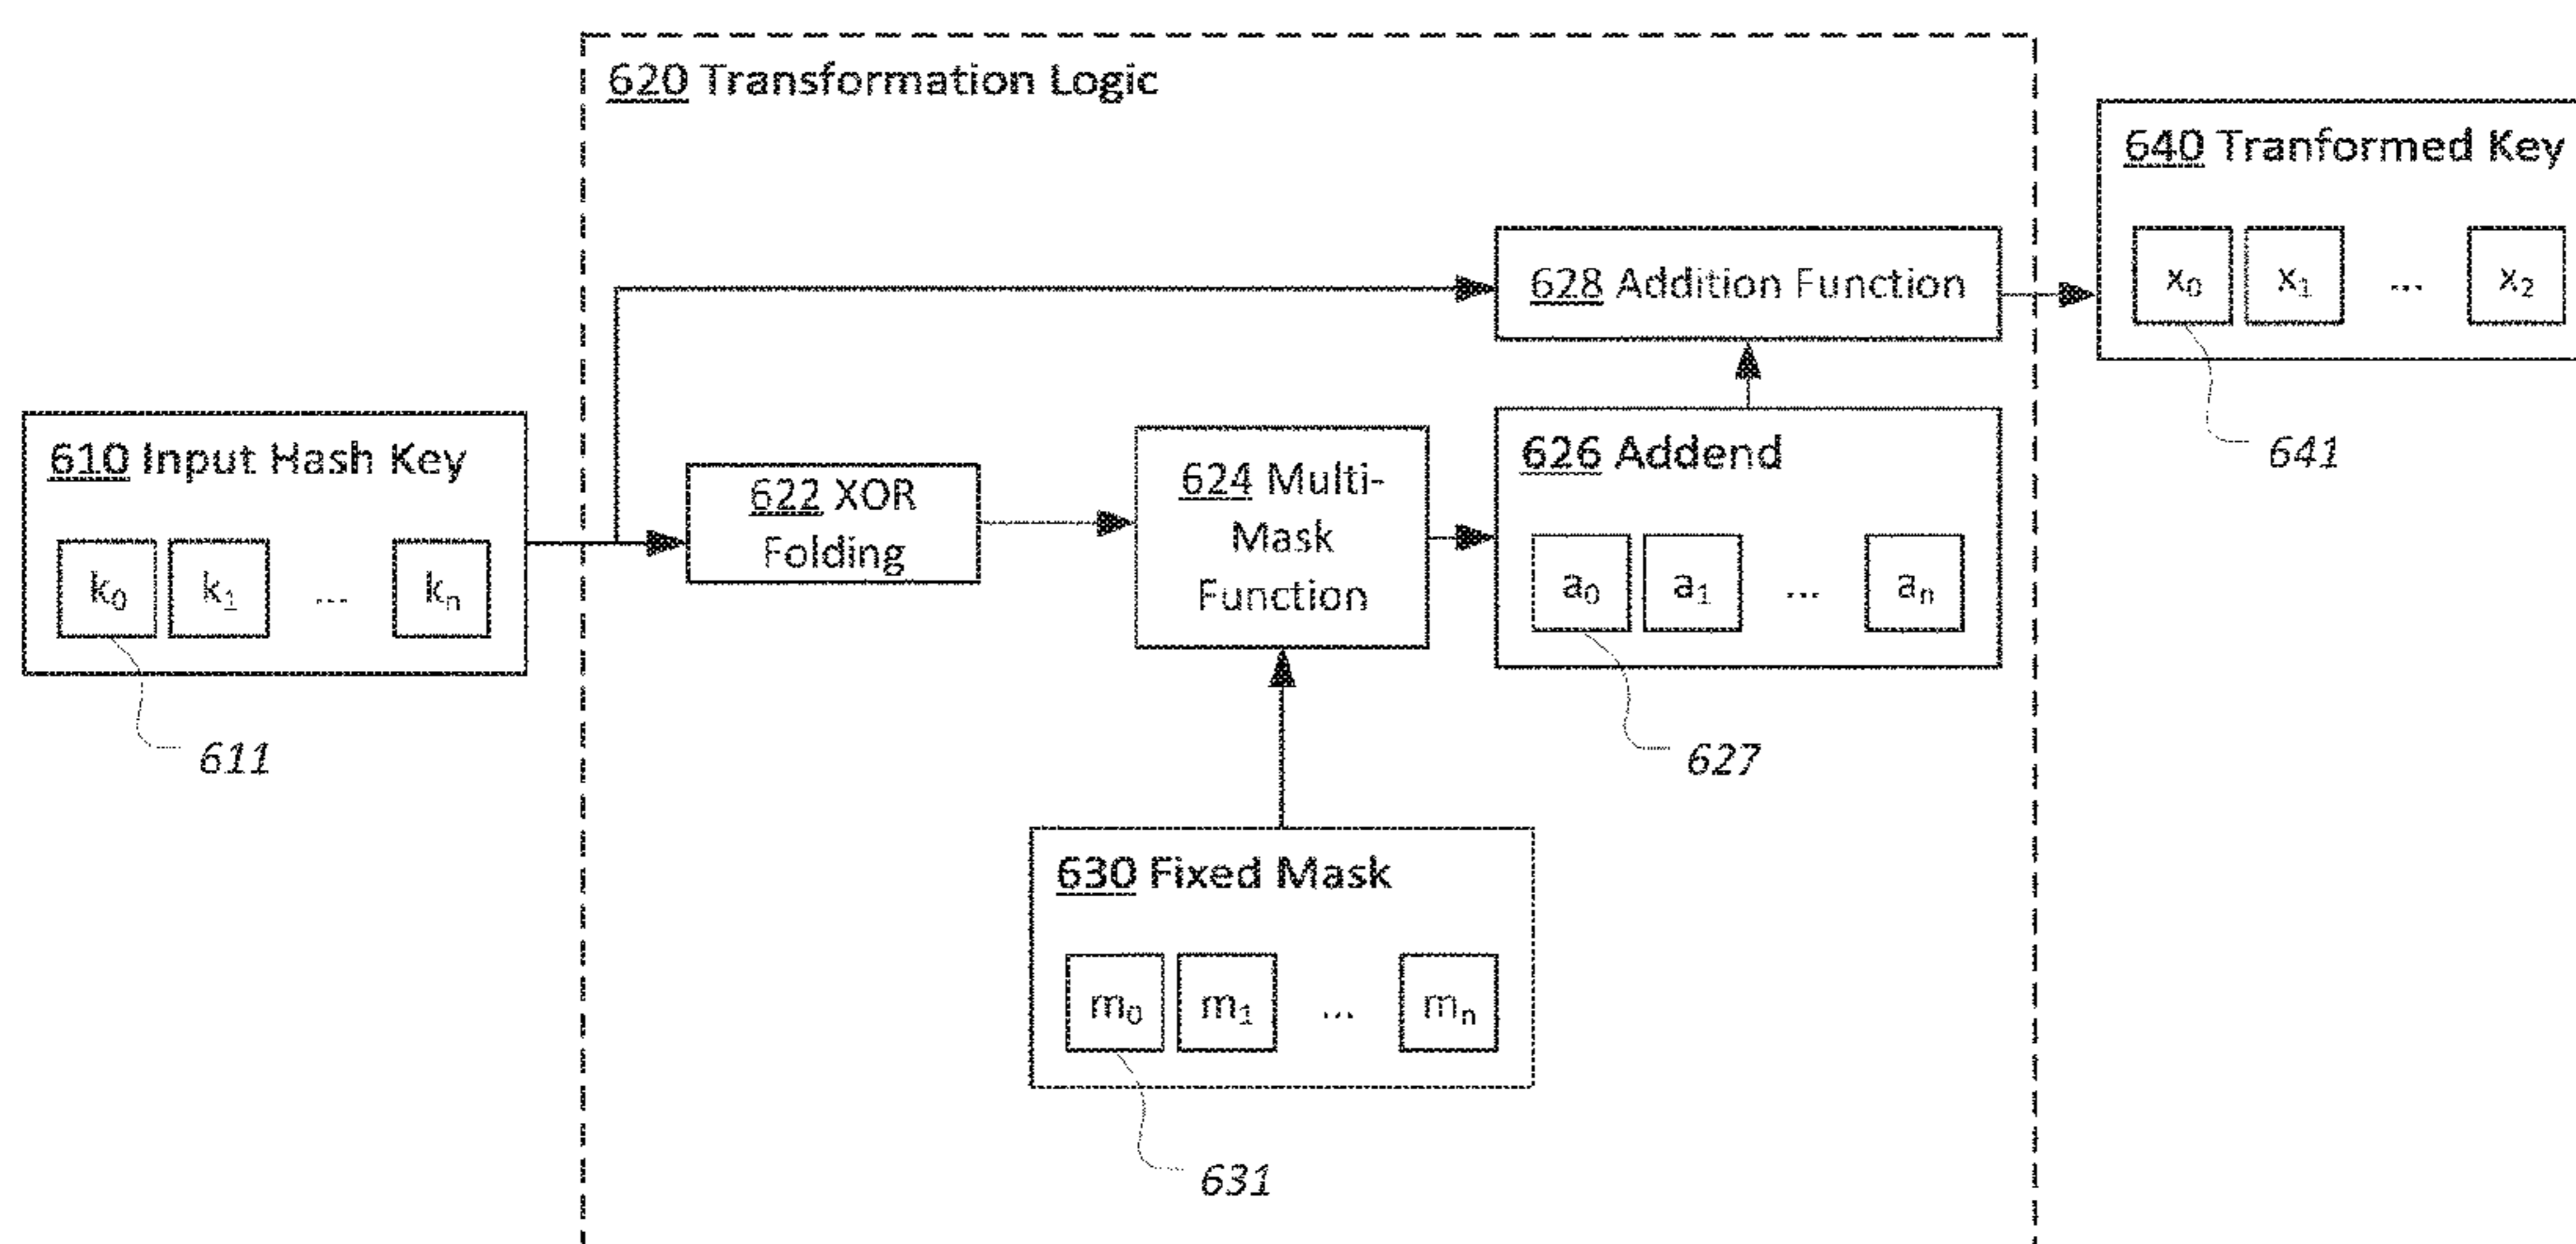 620 Transformation Logic
640 Tranformed Key
x0 x1 ... x2
641
628 Addition Function
610 Input Hash Key
k0 k1 ... kn
611
622 XOR
Folding
624 Multi-
Mask
Function
626 Addend
a0 a1 ... an
627
630 Fixed Mask
m0 m1 ... mn
631